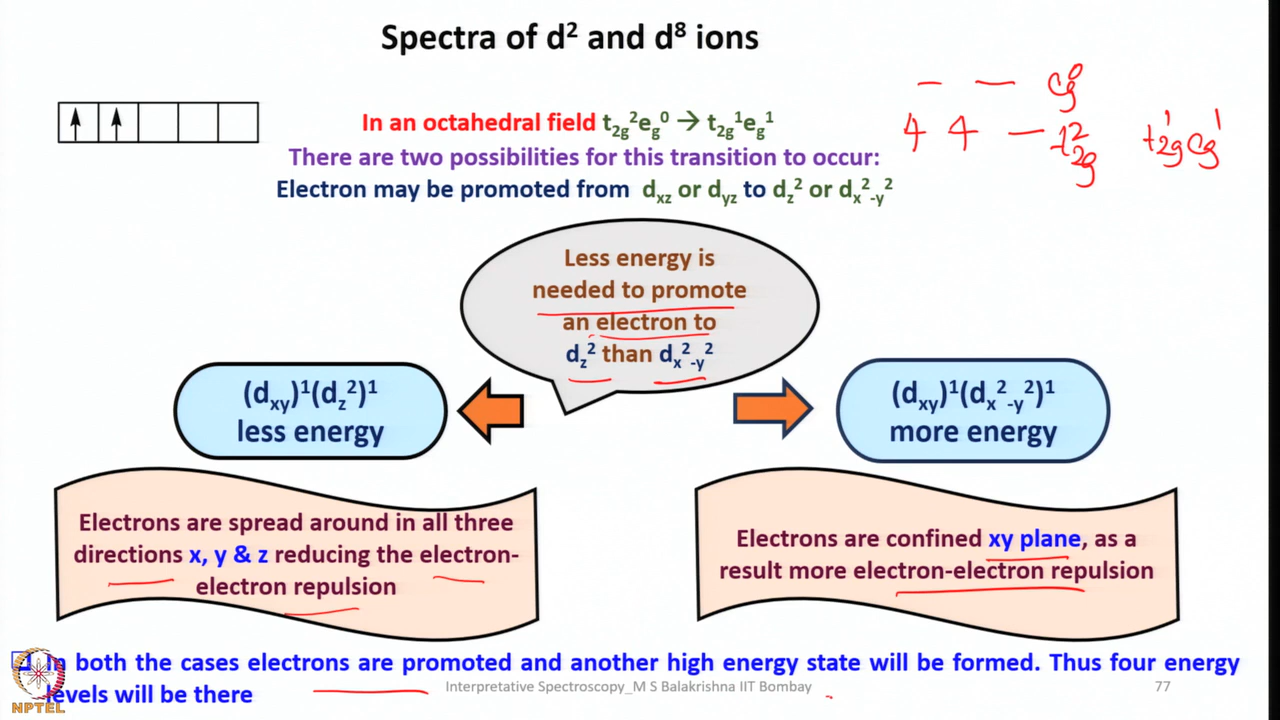 Spectra of d² and d⁸ ions
In an octahedral field t₂g²eg⁰ → t₂g¹eg¹
There are two possibilities for this transition to occur:
Electron may be promoted from dxz or dyz to dz² or dx²-y²
eg⁰
t₂g²
t₂g¹eg¹
Less energy is
needed to promote
an electron to
dz² than dx²-y²
(dxy)¹(dz²)¹
less energy
(dxy)¹(dx²-y²)¹
more energy
Electrons are spread around in all three
directions x, y & z reducing the electron-
electron repulsion
Electrons are confined xy plane, as a
result more electron-electron repulsion
In both the cases electrons are promoted and another high energy state will be formed. Thus four energy
levels will be there
Interpretative Spectroscopy_M S Balakrishna IIT Bombay
77
NPTEL